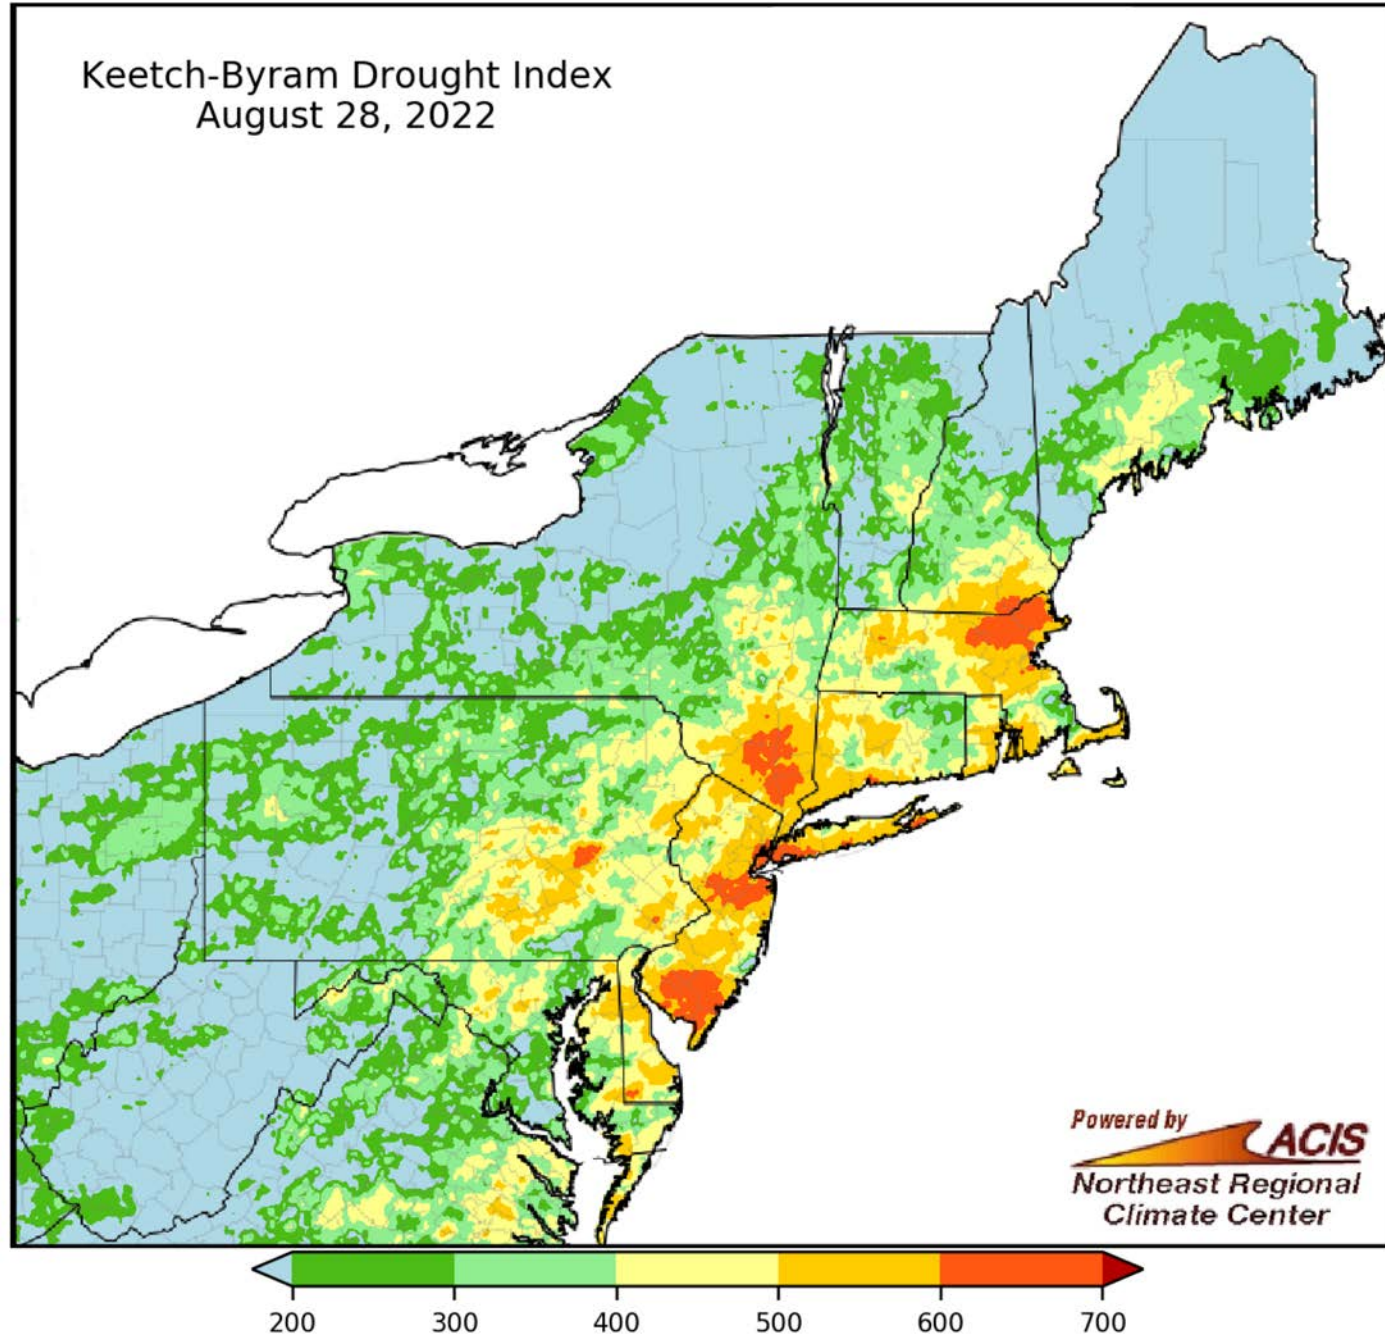 Keetch-Byram Drought Index
August 28, 2022
Powered by
ACIS
Northeast Regional
Climate Center
200 300 400 500 600 700